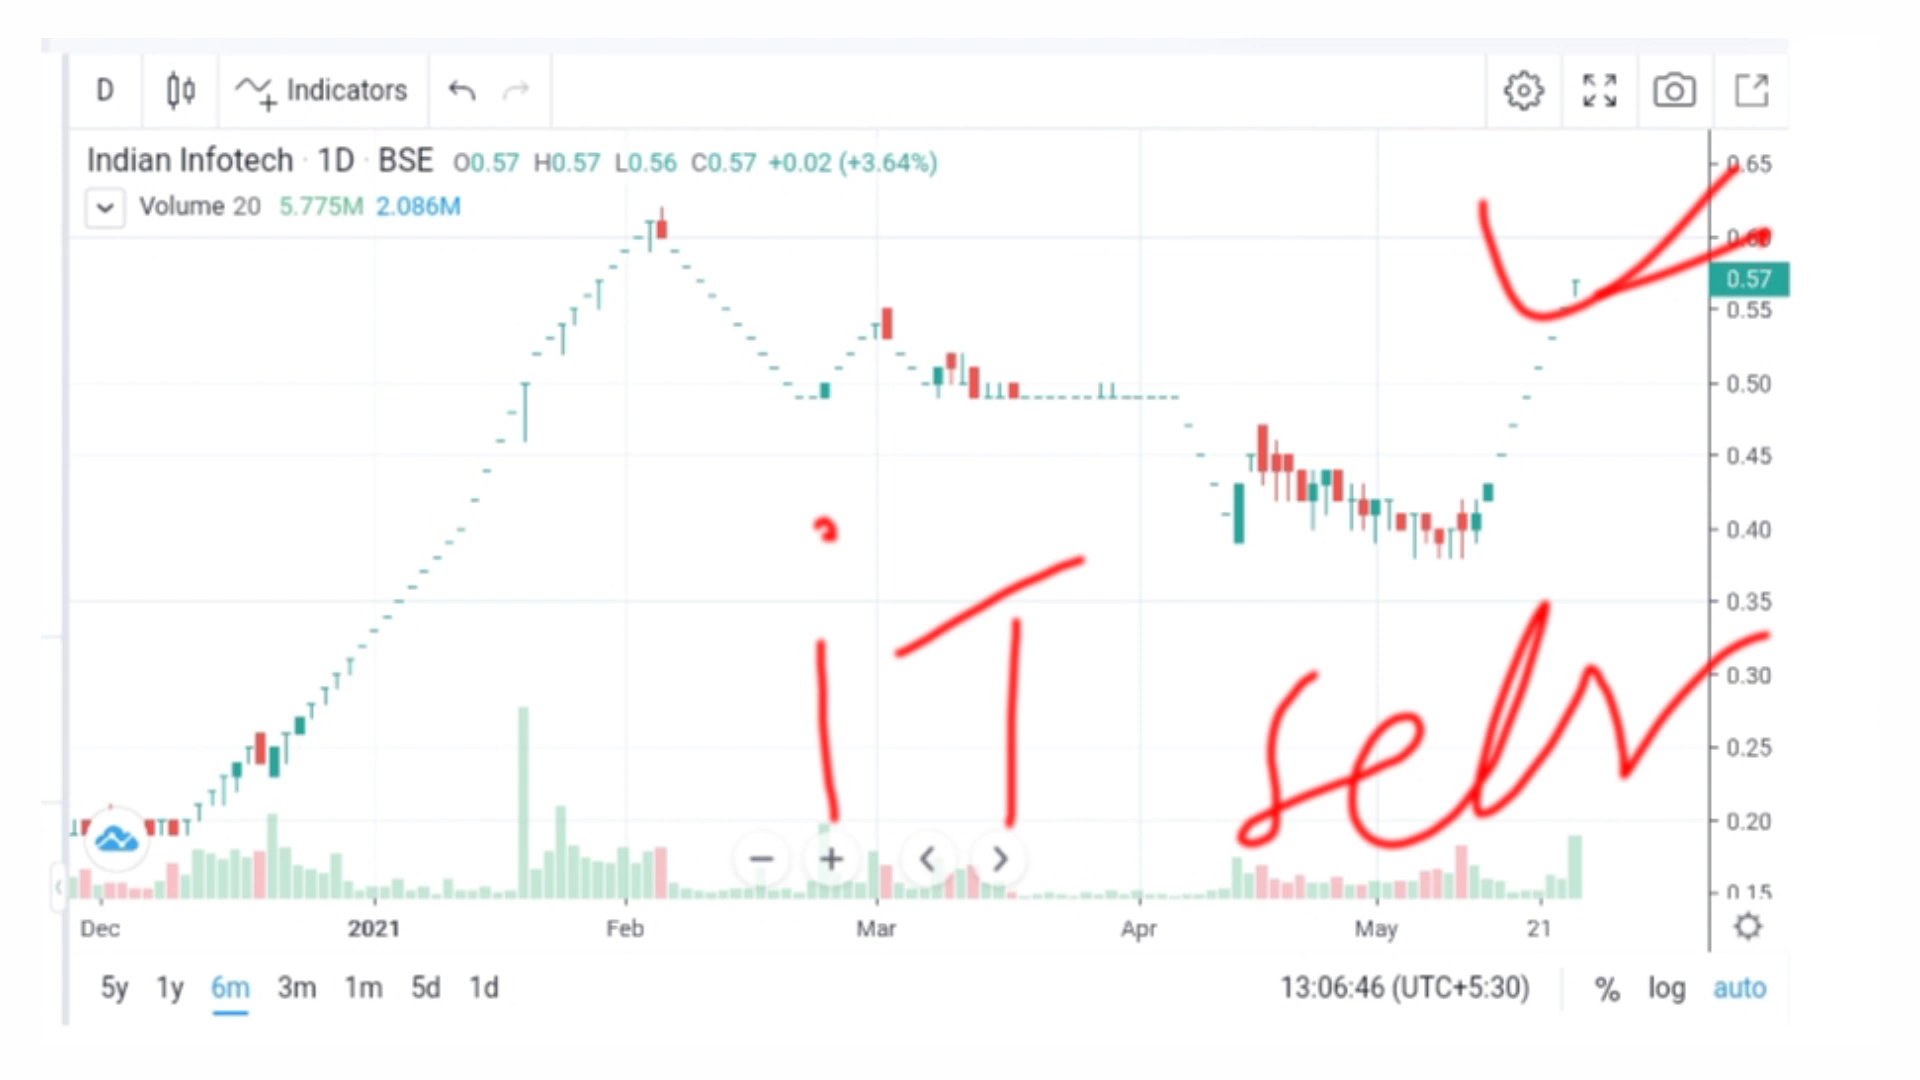 D Indicators
Indian Infotech · 1D · BSE O0.57 H0.57 L0.56 C0.57 +0.02 (+3.64%)
Volume 20 5.775M 2.086M
0.65
0.57
0.55
0.50
0.45
0.40
0.35
0.30
0.25
0.20
0.15
iT
Dec 2021 Feb Mar Apr May 21
5y 1y 6m 3m 1m 5d 1d 13:06:46 (UTC+5:30) % log auto